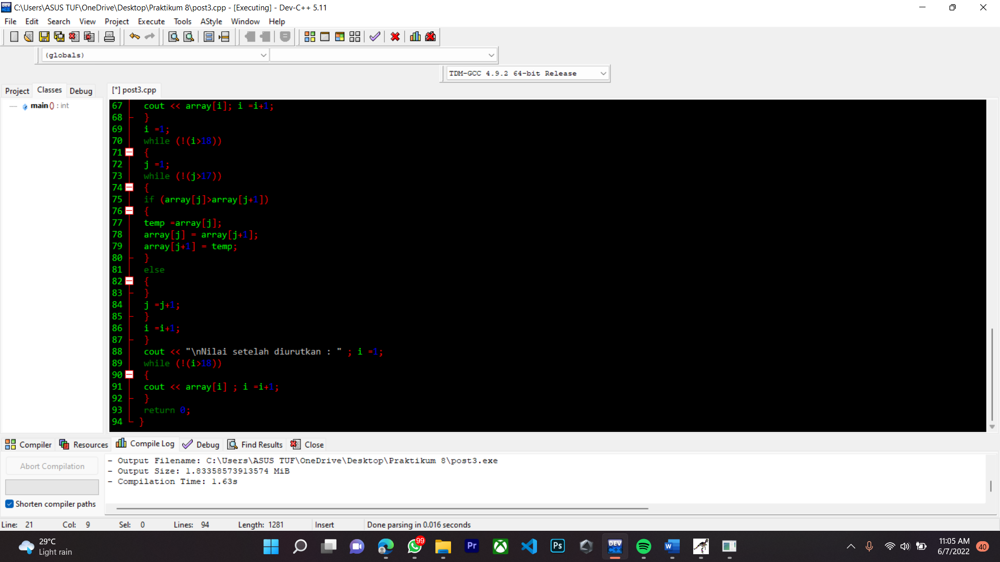 C:\Users\ASUS TUF\OneDrive\Desktop\Praktikum 8\post3.cpp - [Executing] - Dev-C++ 5.11
File Edit Search View Project Execute Tools AStyle Window Help
(globals)
TDM-GCC 4.9.2 64-bit Release
Project Classes Debug
[*] post3.cpp
main () : int
67 cout << array[i]; i =i+1;
68 }
69 i =1;
70 while (!(i>18))
71 {
72 j =1;
73 while (!(j>17))
74 {
75 if (array[j]>array[j+1])
76 {
77 temp =array[j];
78 array[j] = array[j+1];
79 array[j+1] = temp;
80 }
81 else
82 {
83 }
84 j =j+1;
85 }
86 i =i+1;
87 }
88 cout << "\nNilai setelah diurutkan : " ; i =1;
89 while (!(i>18))
90 {
91 cout << array[i] ; i =i+1;
92 }
93 return 0;
94 }
Compiler Resources Compile Log Debug Find Results Close
Abort Compilation
Shorten compiler paths
- Output Filename: C:\Users\ASUS TUF\OneDrive\Desktop\Praktikum 8\post3.exe
- Output Size: 1.83358573913574 MiB
- Compilation Time: 1.63s
Line: 21 Col: 9 Sel: 0 Lines: 94 Length: 1281 Insert Done parsing in 0.016 seconds
29°C
Light rain
99
Pr
Ps
DEV
C++
W
11:05 AM
6/7/2022
40